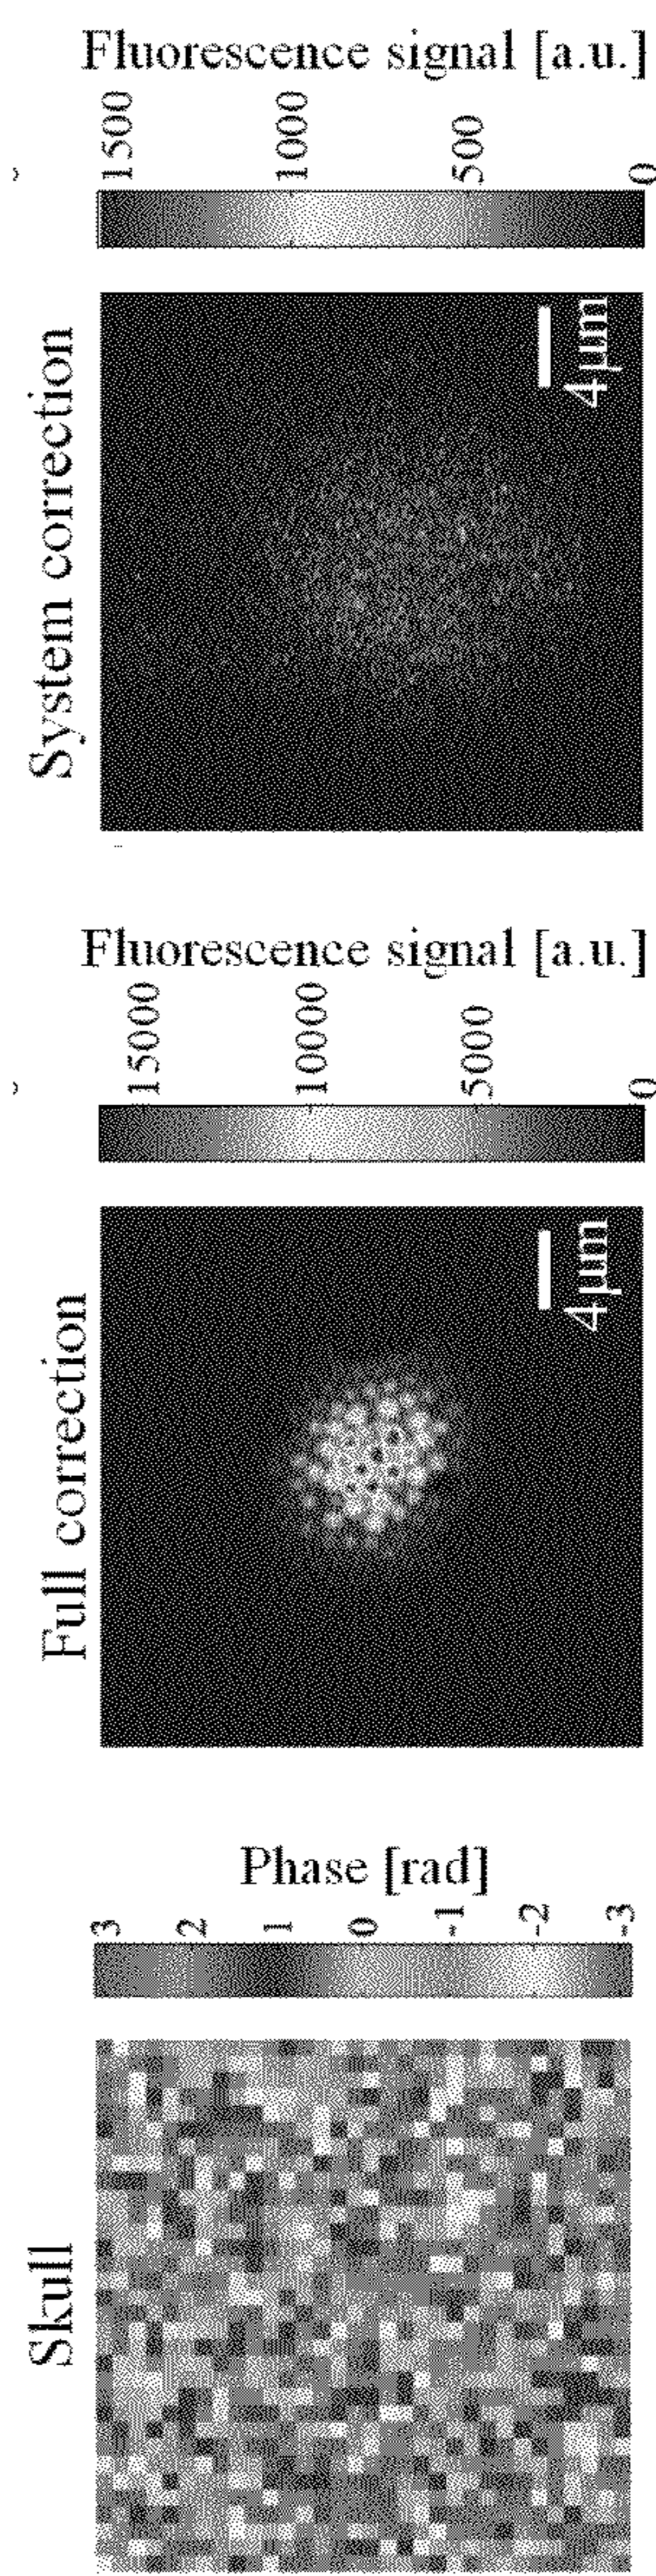 Skull
3
2
1
0
-1
-2
-3
Phase [rad]
Full correction
4μm
15000
10000
5000
0
Fluorescence signal [a.u.]
System correction
4μm
1500
1000
500
0
Fluorescence signal [a.u.]